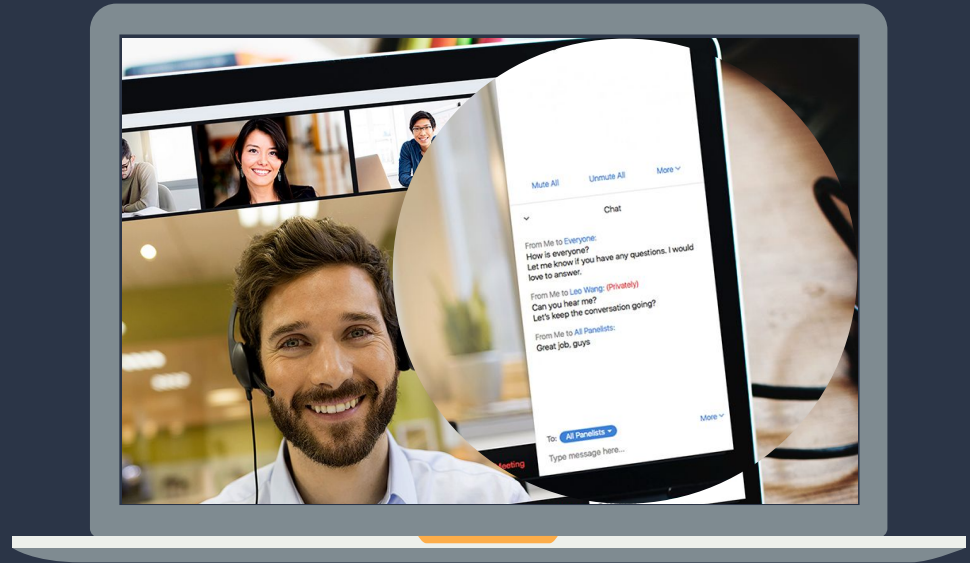 Mute All Unmute All More
Chat
From Me to Everyone:
How is everyone?
Let me know if you have any questions. I would
love to answer.
From Me to Leo Wang: (Privately)
Can you hear me?
Let's keep the conversation going?
From Me to All Panelists:
Great job, guys
More
To: All Panelists
Type message here...
Meeting